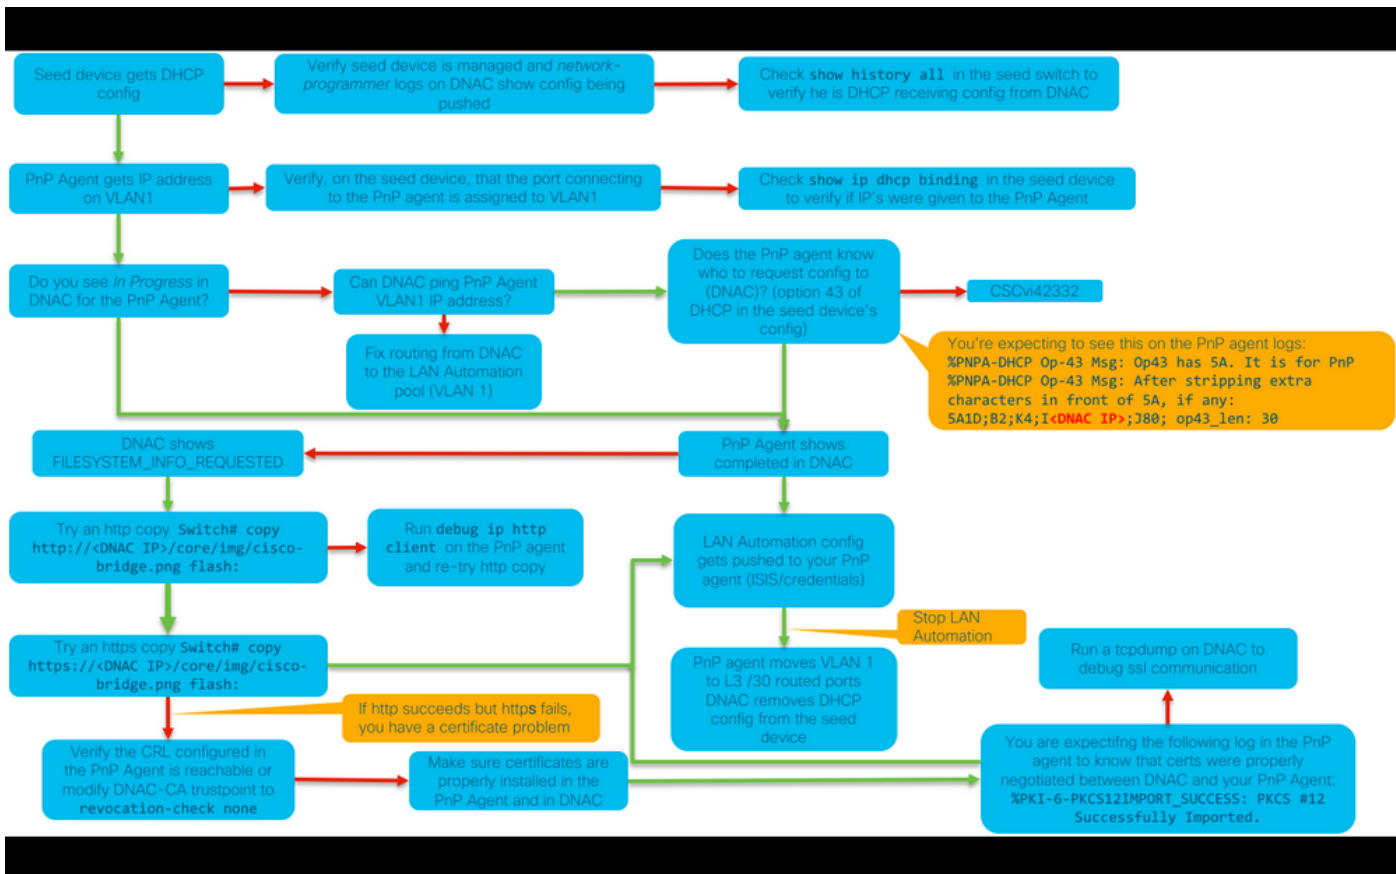 Seed device gets DHCP
config
Verify seed device is managed and network-
programmer logs on DNAC show config being
pushed
Check show history all in the seed switch to
verify he is DHCP receiving config from DNAC
PnP Agent gets IP address
on VLAN1
Verify, on the seed device, that the port connecting
to the PnP agent is assigned to VLAN1
Check show ip dhcp binding in the seed device
to verify if IP's were given to the PnP Agent
Do you see In Progress in
DNAC for the PnP Agent?
Can DNAC ping PnP Agent
VLAN1 IP address?
Does the PnP agent know
who to request config to
(DNAC)? (option 43 of
DHCP in the seed device's
config)
CSCvi42332
Fix routing from DNAC
to the LAN Automation
pool (VLAN 1)
You're expecting to see this on the PnP agent logs:
%PNPA-DHCP Op-43 Msg: Op43 has 5A. It is for PnP
%PNPA-DHCP Op-43 Msg: After stripping extra
characters in front of 5A, if any:
5A1D;B2;K4;I<DNAC IP>;J80; op43_len: 30
DNAC shows
FILESYSTEM_INFO_REQUESTED
PnP Agent shows
completed in DNAC
Try an http copy Switch# copy
http://<DNAC IP>/core/img/cisco-
bridge.png flash:
Run debug ip http
client on the PnP agent
and re-try http copy
LAN Automation config
gets pushed to your PnP
agent (ISIS/credentials)
Stop LAN
Automation
Try an https copy Switch# copy
https://<DNAC IP>/core/img/cisco-
bridge.png flash:
PnP agent moves VLAN 1
to L3 /30 routed ports
DNAC removes DHCP
config from the seed
device
Run a tcpdump on DNAC to
debug ssl communication
If http succeeds but https fails,
you have a certificate problem
Verify the CRL configured in
the PnP Agent is reachable or
modify DNAC-CA trustpoint to
revocation-check none
Make sure certificates are
properly installed in the
PnP Agent and in DNAC
You are expectifng the following log in the PnP
agent to know that certs were properly
negotiated between DNAC and your PnP Agent:
%PKI-6-PKCS12IMPORT_SUCCESS: PKCS #12
Successfully Imported.